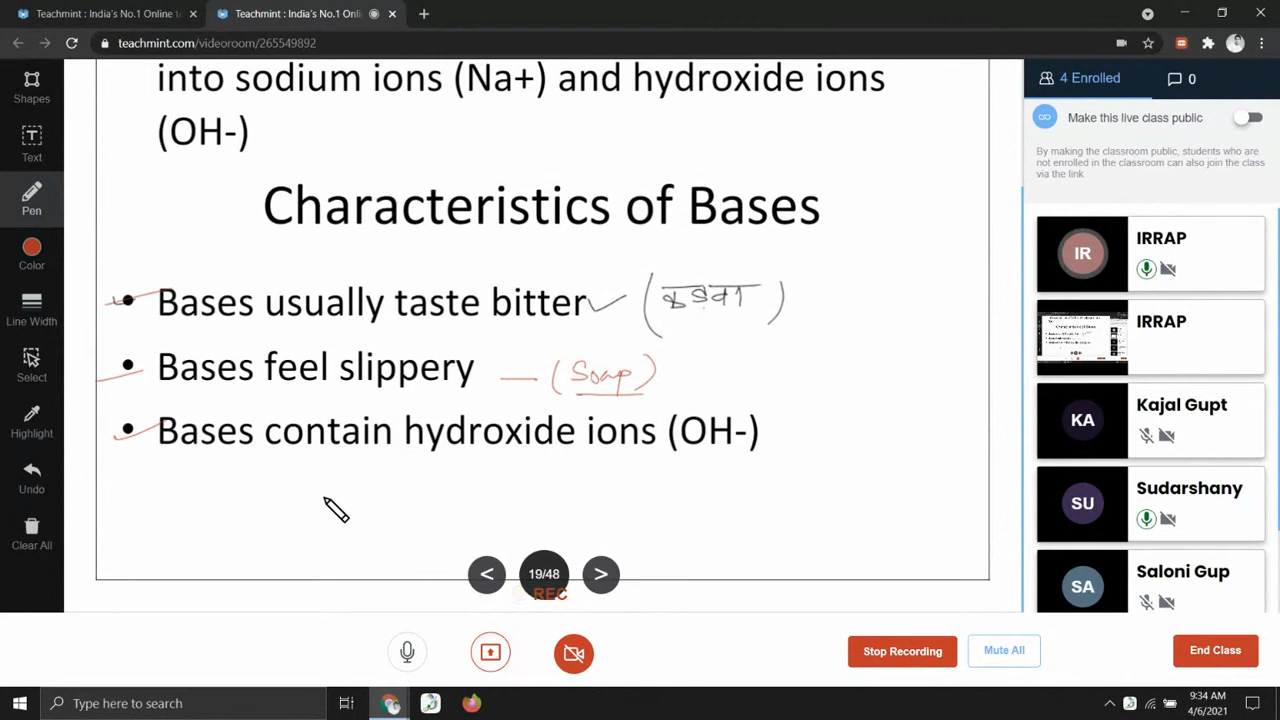 Teachmint: India's No.1 Online t
Teachmint: India's No.1 Onli
teachmint.com/videoroom/265549892
Shapes
Text
Pen
Color
Line Width
Select
Highlight
Undo
Clear All
into sodium ions (Na+) and hydroxide ions
(OH-)
Characteristics of Bases
• Bases usually taste bitter (कडवा)
• Bases feel slippery — (Soap)
• Bases contain hydroxide ions (OH-)
< 19/48 >
REC
4 Enrolled 0
Make this live class public
By making the classroom public, students who are
not enrolled in the classroom can also join the class
via the link
IR IRRAP
IRRAP
KA Kajal Gupt
SU Sudarshany
SA Saloni Gup
Stop Recording Mute All End Class
Type here to search
9:34 AM
4/6/2021